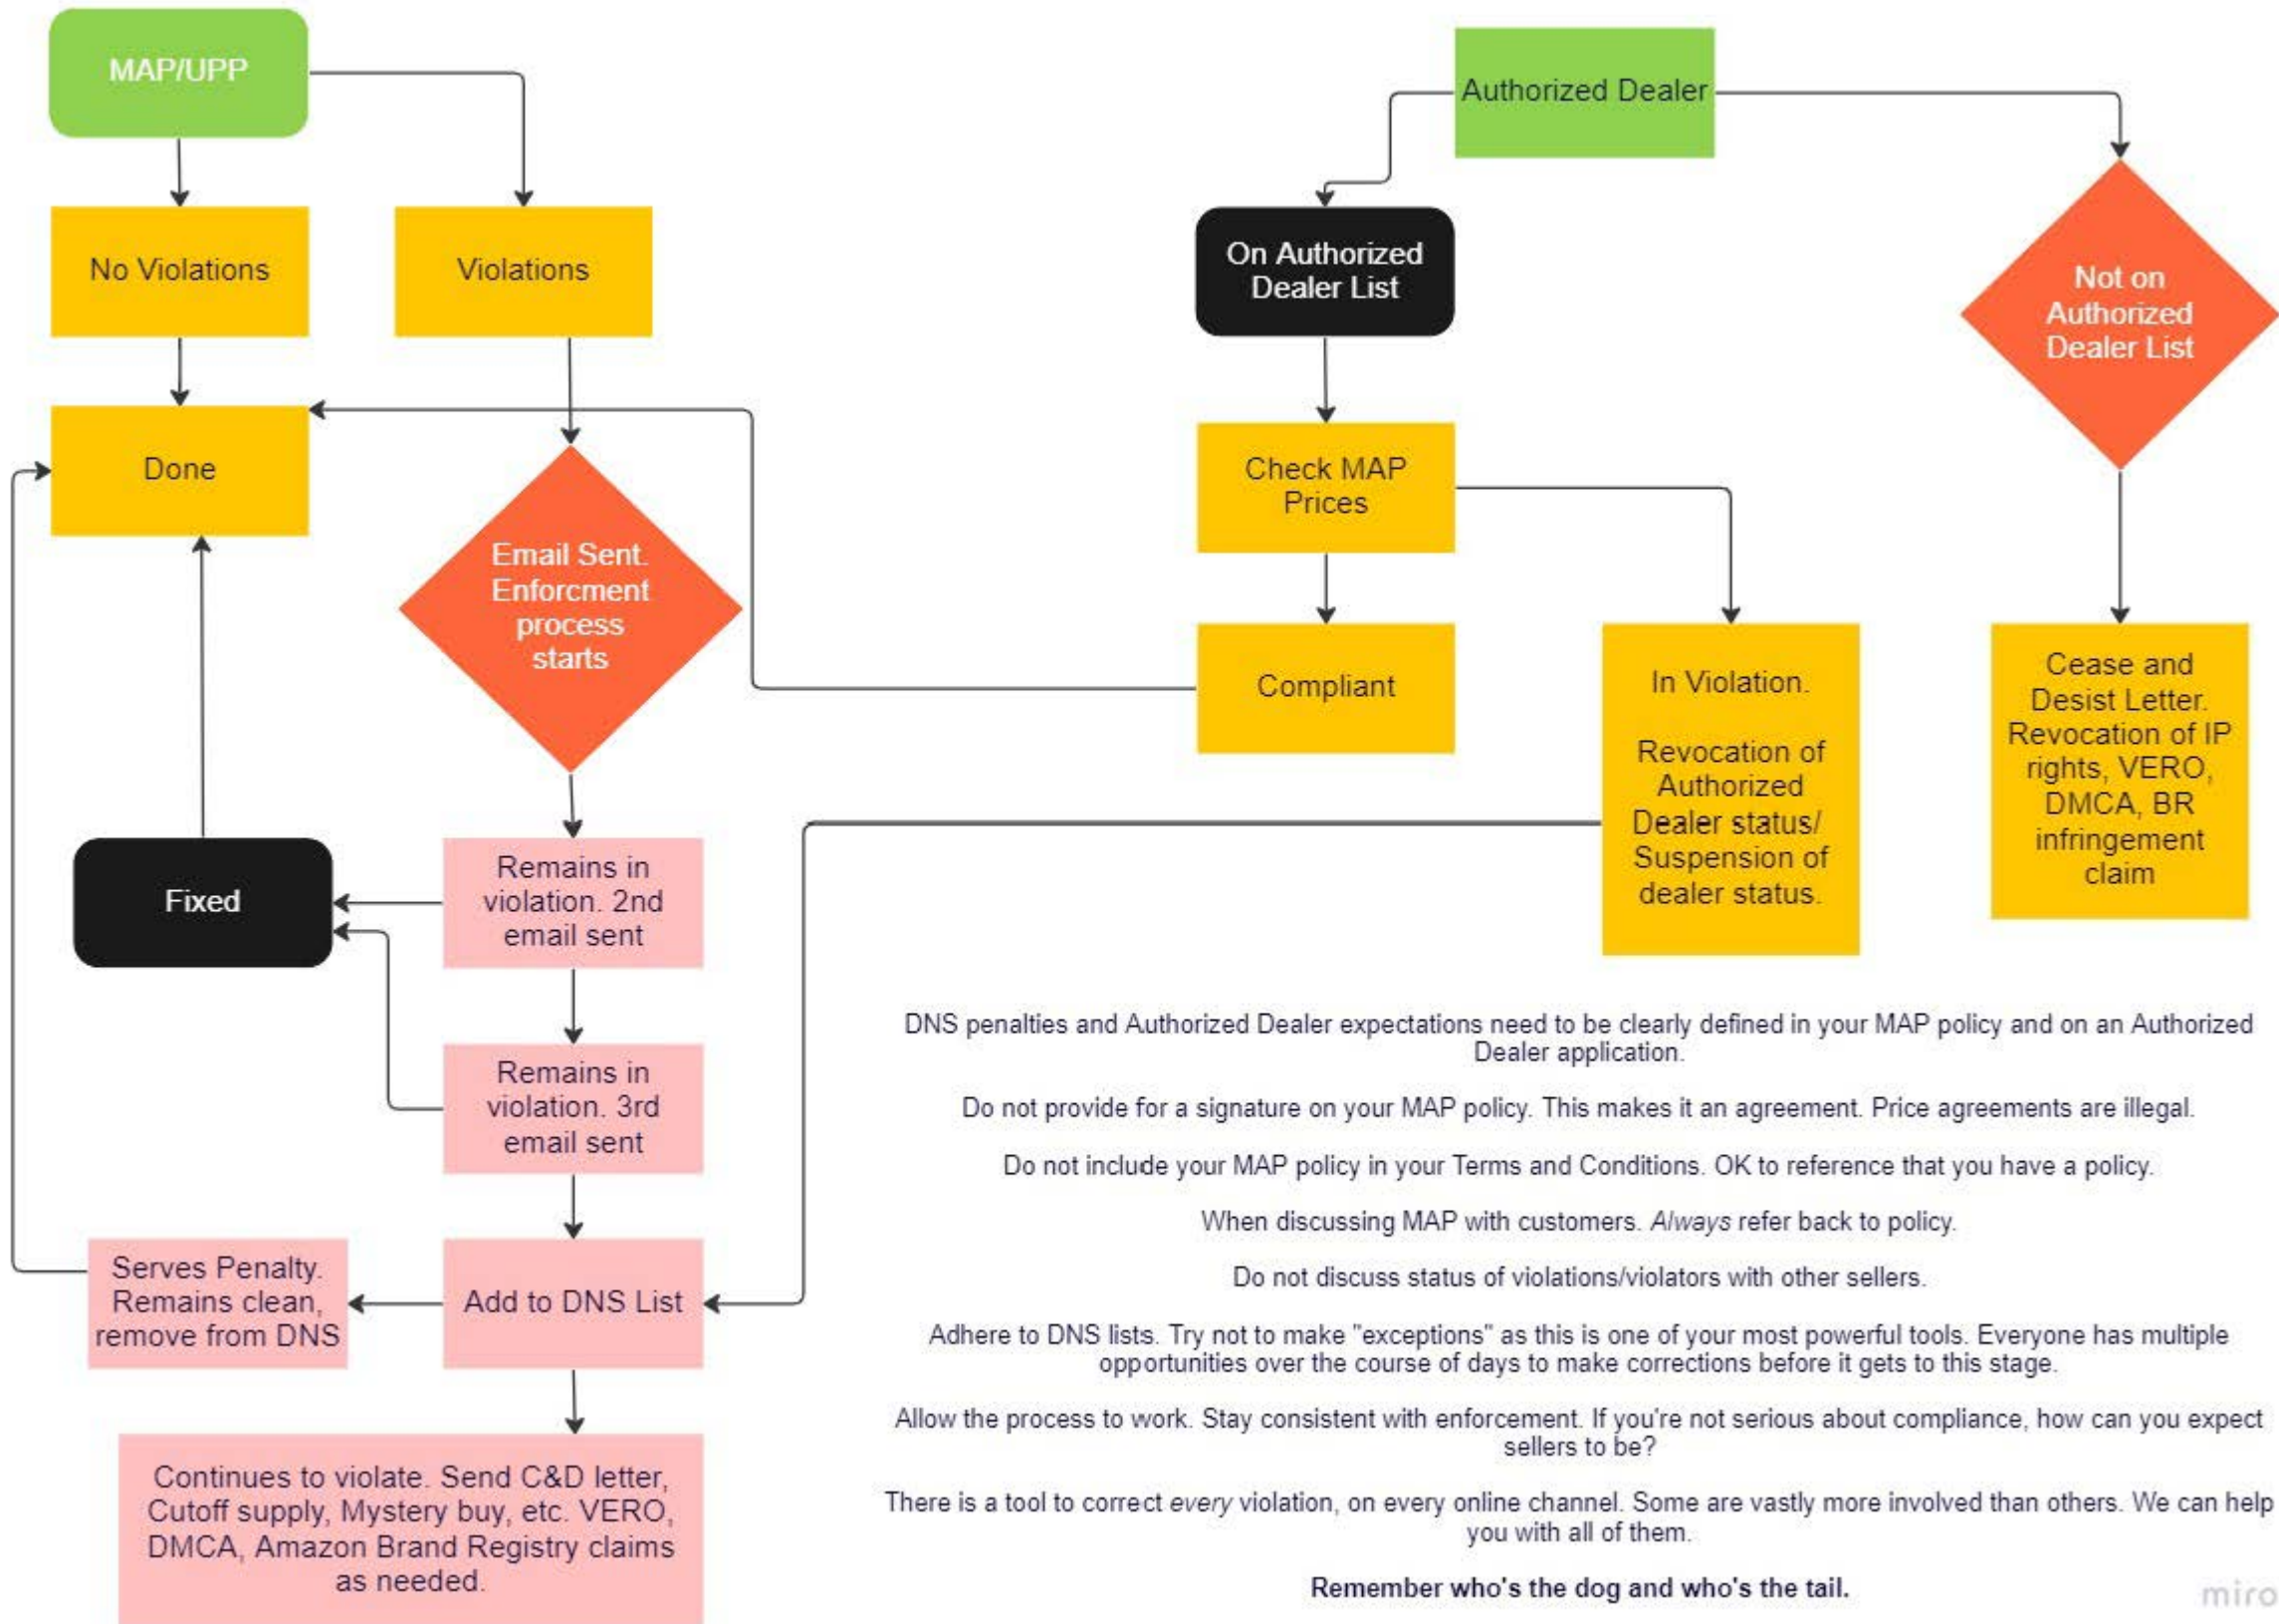 MAP/UPP
Authorized Dealer
No Violations
Violations
On Authorized
Dealer List
Not on
Authorized
Dealer List
Done
Check MAP
Prices
Email Sent.
Enforcment
process
starts
Compliant
In Violation.
Revocation of
Authorized
Dealer status/
Suspension of
dealer status.
Cease and
Desist Letter.
Revocation of IP
rights, VERO,
DMCA, BR
infringement
claim
Fixed
Remains in
violation. 2nd
email sent
Remains in
violation. 3rd
email sent
Serves Penalty.
Remains clean,
remove from DNS
Add to DNS List
Continues to violate. Send C&D letter,
Cutoff supply, Mystery buy, etc. VERO,
DMCA, Amazon Brand Registry claims
as needed.
DNS penalties and Authorized Dealer expectations need to be clearly defined in your MAP policy and on an Authorized
Dealer application.
Do not provide for a signature on your MAP policy. This makes it an agreement. Price agreements are illegal.
Do not include your MAP policy in your Terms and Conditions. OK to reference that you have a policy.
When discussing MAP with customers. Always refer back to policy.
Do not discuss status of violations/violators with other sellers.
Adhere to DNS lists. Try not to make "exceptions" as this is one of your most powerful tools. Everyone has multiple
opportunities over the course of days to make corrections before it gets to this stage.
Allow the process to work. Stay consistent with enforcement. If you're not serious about compliance, how can you expect
sellers to be?
There is a tool to correct every violation, on every online channel. Some are vastly more involved than others. We can help
you with all of them.
Remember who's the dog and who's the tail.
miro